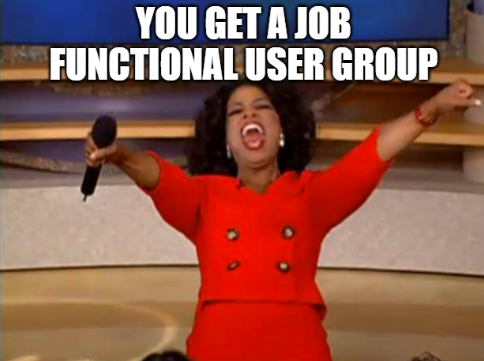 YOU GET A JOB
FUNCTIONAL USER GROUP